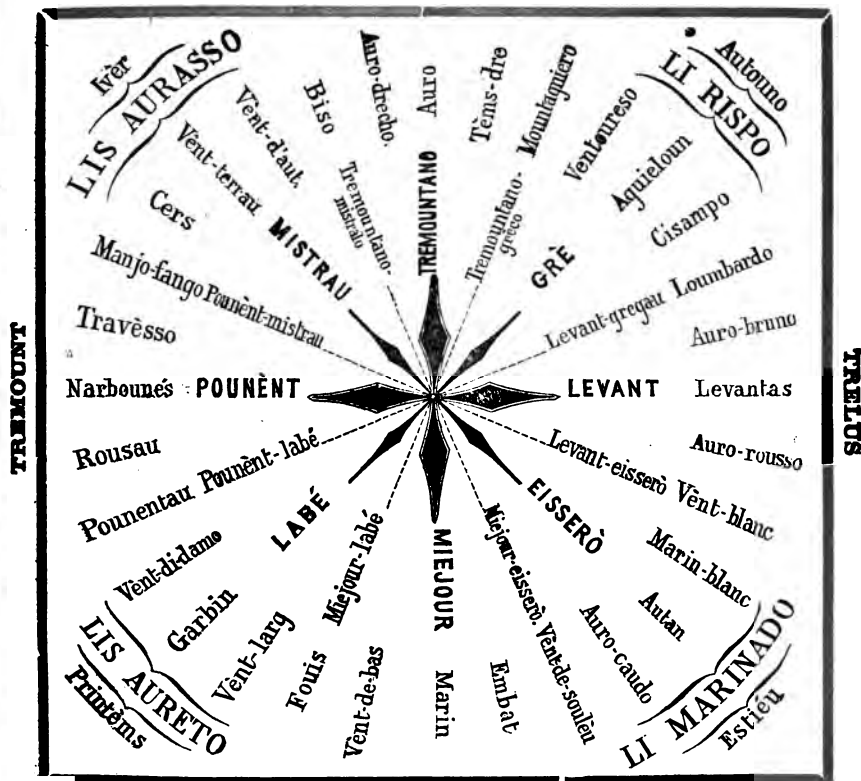 Ivèr
LIS AURASSO
Vènt-d'aut.
Biso
Auro-drecho.
Auro
Tèms-dre
Mountagniero
Ventoureso
LI RISPO
Autouno
Vènt-terrau
Tremountano-
mistralo
TREMOUNTANO
Tremountano-
greco
Aquieloun
Cers
MISTRAU
GRÈ
Cisampo
Manjo-fango Pounènt-mistrau
Levant-gregau Loumbardo
Travèsso
Auro-bruno
TREMOUNT
Narbounés POUNÈNT
LEVANT Levantas
TRELUS
Rousau
Auro-rousso
Pounentau Pounènt-labé
Levant-eisserò Vènt-blanc
LABÉ
EISSERÒ
Vènt-di-damo
Miejour-labé
MIEJOUR
Miejour-eisserò. Vènt-de-soulèu
Marin-blanc
Garbin
Autan
Vènt-larg
Fouis
Vènt-de-bas
Marin
Embat
Auro-caudo
LIS AURETO
Printèms
LI MARINADO
Estiéu